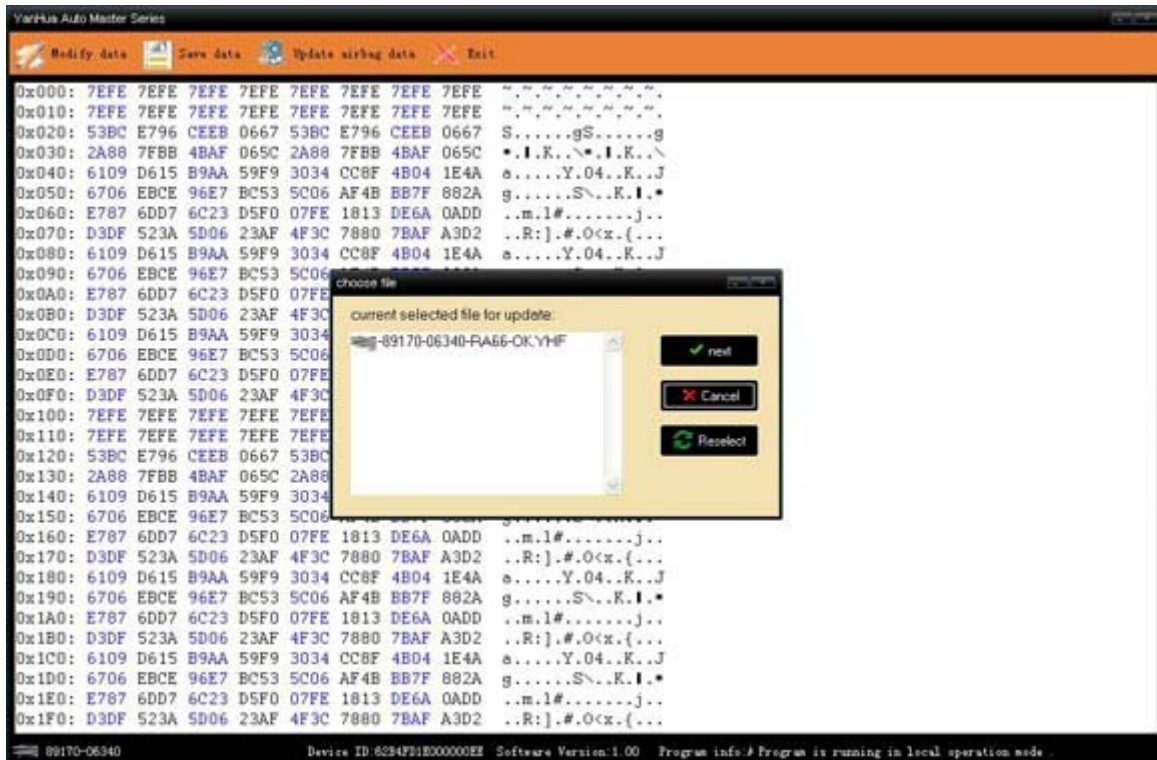 YanHua Auto Master Series
Modify data Save data Update airbag data Exit
0x000: 7EFE 7EFE 7EFE 7EFE 7EFE 7EFE 7EFE 7EFE ~.~.~.~.~.~.~.~.
0x010: 7EFE 7EFE 7EFE 7EFE 7EFE 7EFE 7EFE 7EFE ~.~.~.~.~.~.~.~.
0x020: 53BC E796 CEEB 0667 53BC E796 CEEB 0667 S......gS......g
0x030: 2A88 7FBB 4BAF 065C 2A88 7FBB 4BAF 065C *.▌.K..\*.▌.K..\
0x040: 6109 D615 B9AA 59F9 3034 CC8F 4B04 1E4A a.....Y.04..K..J
0x050: 6706 EBCE 96E7 BC53 5C06 AF4B BB7F 882A g......S\..K.▌.*
0x060: E787 6DD7 6C23 D5F0 07FE 1813 DE6A 0ADD ..m.l#.......j..
0x070: D3DF 523A 5D06 23AF 4F3C 7880 7BAF A3D2 ..R:].#.O<x.{...
0x080: 6109 D615 B9AA 59F9 3034 CC8F 4B04 1E4A a.....Y.04..K..J
0x090: 6706 EBCE 96E7 BC53 5C06
0x0A0: E787 6DD7 6C23 D5F0 07FE
0x0B0: D3DF 523A 5D06 23AF 4F3C
0x0C0: 6109 D615 B9AA 59F9 3034
0x0D0: 6706 EBCE 96E7 BC53 5C06
0x0E0: E787 6DD7 6C23 D5F0 07FE
0x0F0: D3DF 523A 5D06 23AF 4F3C
0x100: 7EFE 7EFE 7EFE 7EFE 7EFE
0x110: 7EFE 7EFE 7EFE 7EFE 7EFE
0x120: 53BC E796 CEEB 0667 53BC
0x130: 2A88 7FBB 4BAF 065C 2A88
0x140: 6109 D615 B9AA 59F9 3034
0x150: 6706 EBCE 96E7 BC53 5C06
0x160: E787 6DD7 6C23 D5F0 07FE 1813 DE6A 0ADD ..m.l#.......j..
0x170: D3DF 523A 5D06 23AF 4F3C 7880 7BAF A3D2 ..R:].#.O<x.{...
0x180: 6109 D615 B9AA 59F9 3034 CC8F 4B04 1E4A a.....Y.04..K..J
0x190: 6706 EBCE 96E7 BC53 5C06 AF4B BB7F 882A g......S\..K.▌.*
0x1A0: E787 6DD7 6C23 D5F0 07FE 1813 DE6A 0ADD ..m.l#.......j..
0x1B0: D3DF 523A 5D06 23AF 4F3C 7880 7BAF A3D2 ..R:].#.O<x.{...
0x1C0: 6109 D615 B9AA 59F9 3034 CC8F 4B04 1E4A a.....Y.04..K..J
0x1D0: 6706 EBCE 96E7 BC53 5C06 AF4B BB7F 882A g......S\..K.▌.*
0x1E0: E787 6DD7 6C23 D5F0 07FE 1813 DE6A 0ADD ..m.l#.......j..
0x1F0: D3DF 523A 5D06 23AF 4F3C 7880 7BAF A3D2 ..R:].#.O<x.{...
choose file
current selected file for update:
-89170-06340-RA66-OK.YHF
next
Cancel
Reselect
89170-06340 Device ID:62B4FD1E000000EE Software Version:1.00 Program info:# Program is running in local operation mode .